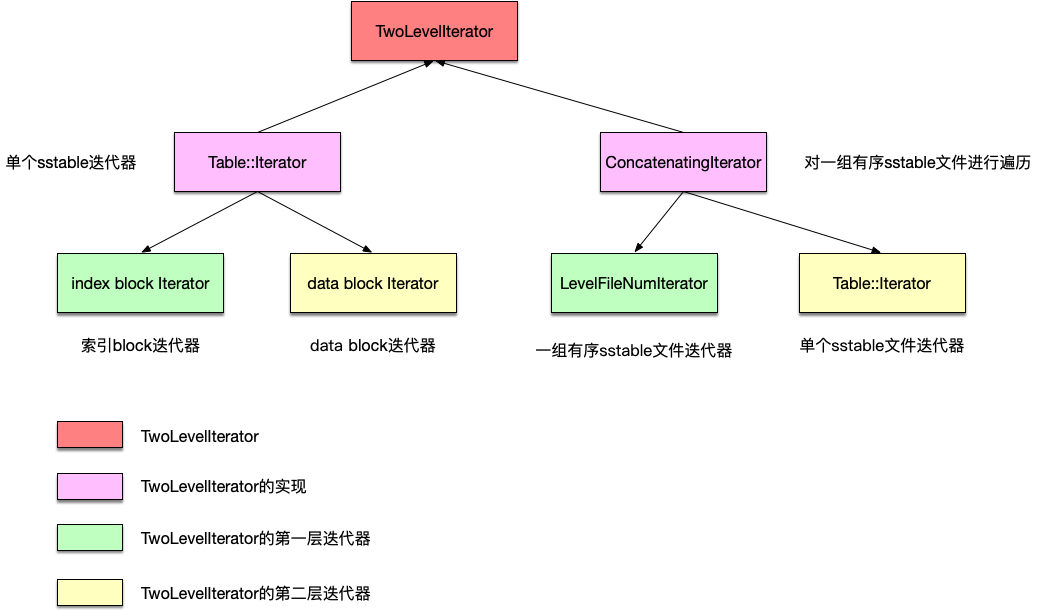 TwoLevelIterator
单个sstable迭代器
Table::Iterator
ConcatenatingIterator
对一组有序sstable文件进行遍历
index block Iterator
data block Iterator
LevelFileNumIterator
Table::Iterator
索引block迭代器
data block迭代器
一组有序sstable文件迭代器
单个sstable文件迭代器
TwoLevelIterator
TwoLevelIterator的实现
TwoLevelIterator的第一层迭代器
TwoLevelIterator的第二层迭代器